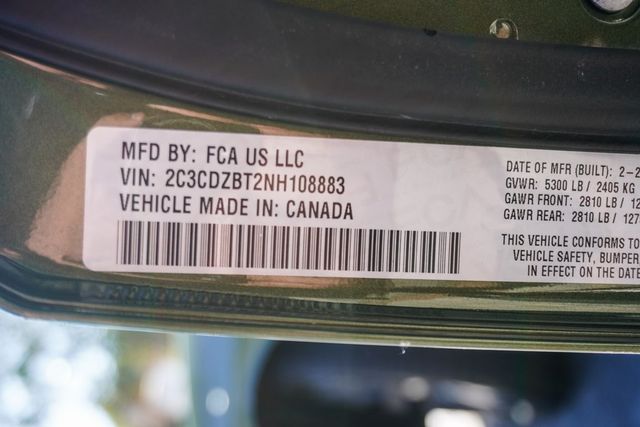 MFD BY: FCA US LLC
VIN: 2C3CDZBT2NH108883
VEHICLE MADE IN: CANADA
DATE OF MFR (BUILT): 2-2
GVWR: 5300 LB / 2405 KG
GAWR FRONT: 2810 LB / 12
GAWR REAR: 2810 LB / 127
THIS VEHICLE CONFORMS TO
VEHICLE SAFETY, BUMPER
IN EFFECT ON THE DATE